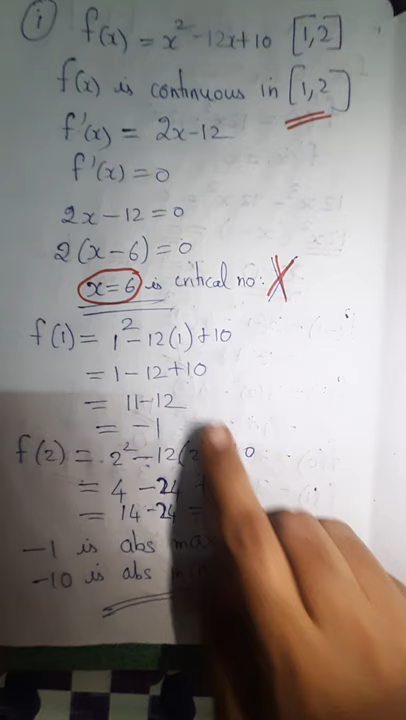 (i) f(x) = x² - 12x + 10 [1,2]
f(x) is continuous in [1,2]
f'(x) = 2x - 12
f'(x) = 0
2x - 12 = 0
2(x - 6) = 0
x = 6 is critical no: X
f(1) = 1² - 12(1) + 10
= 1 - 12 + 10
= 11 - 12
= -1
f(2) = 2² - 12(2 0
= 4 - 24 +
= 14 - 24 =
-1 is abs max
-10 is abs